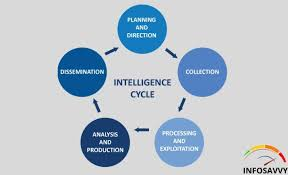 PLANNING
AND
DIRECTION
DISSEMINATION
INTELLIGENCE
CYCLE
COLLECTION
ANALYSIS
AND
PRODUCTION
PROCESSING
AND
EXPLOITATION
INFOSAVVY